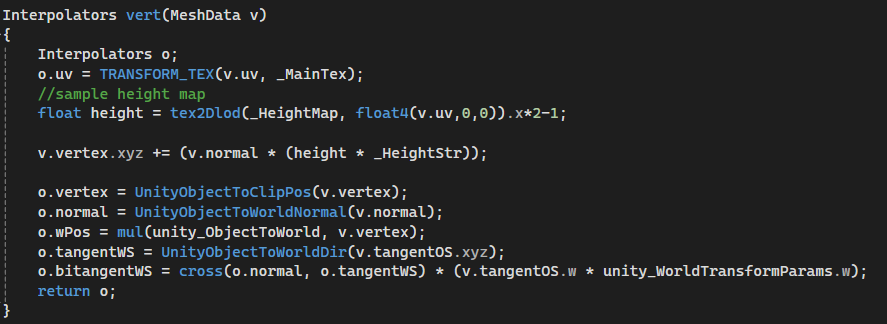 Interpolators vert(MeshData v)
{
    Interpolators o;
    o.uv = TRANSFORM_TEX(v.uv, _MainTex);
    //sample height map
    float height = tex2Dlod(_HeightMap, float4(v.uv,0,0)).x*2-1;

    v.vertex.xyz += (v.normal * (height * _HeightStr));

    o.vertex = UnityObjectToClipPos(v.vertex);
    o.normal = UnityObjectToWorldNormal(v.normal);
    o.wPos = mul(unity_ObjectToWorld, v.vertex);
    o.tangentWS = UnityObjectToWorldDir(v.tangentOS.xyz);
    o.bitangentWS = cross(o.normal, o.tangentWS) * (v.tangentOS.w * unity_WorldTransformParams.w);
    return o;
}